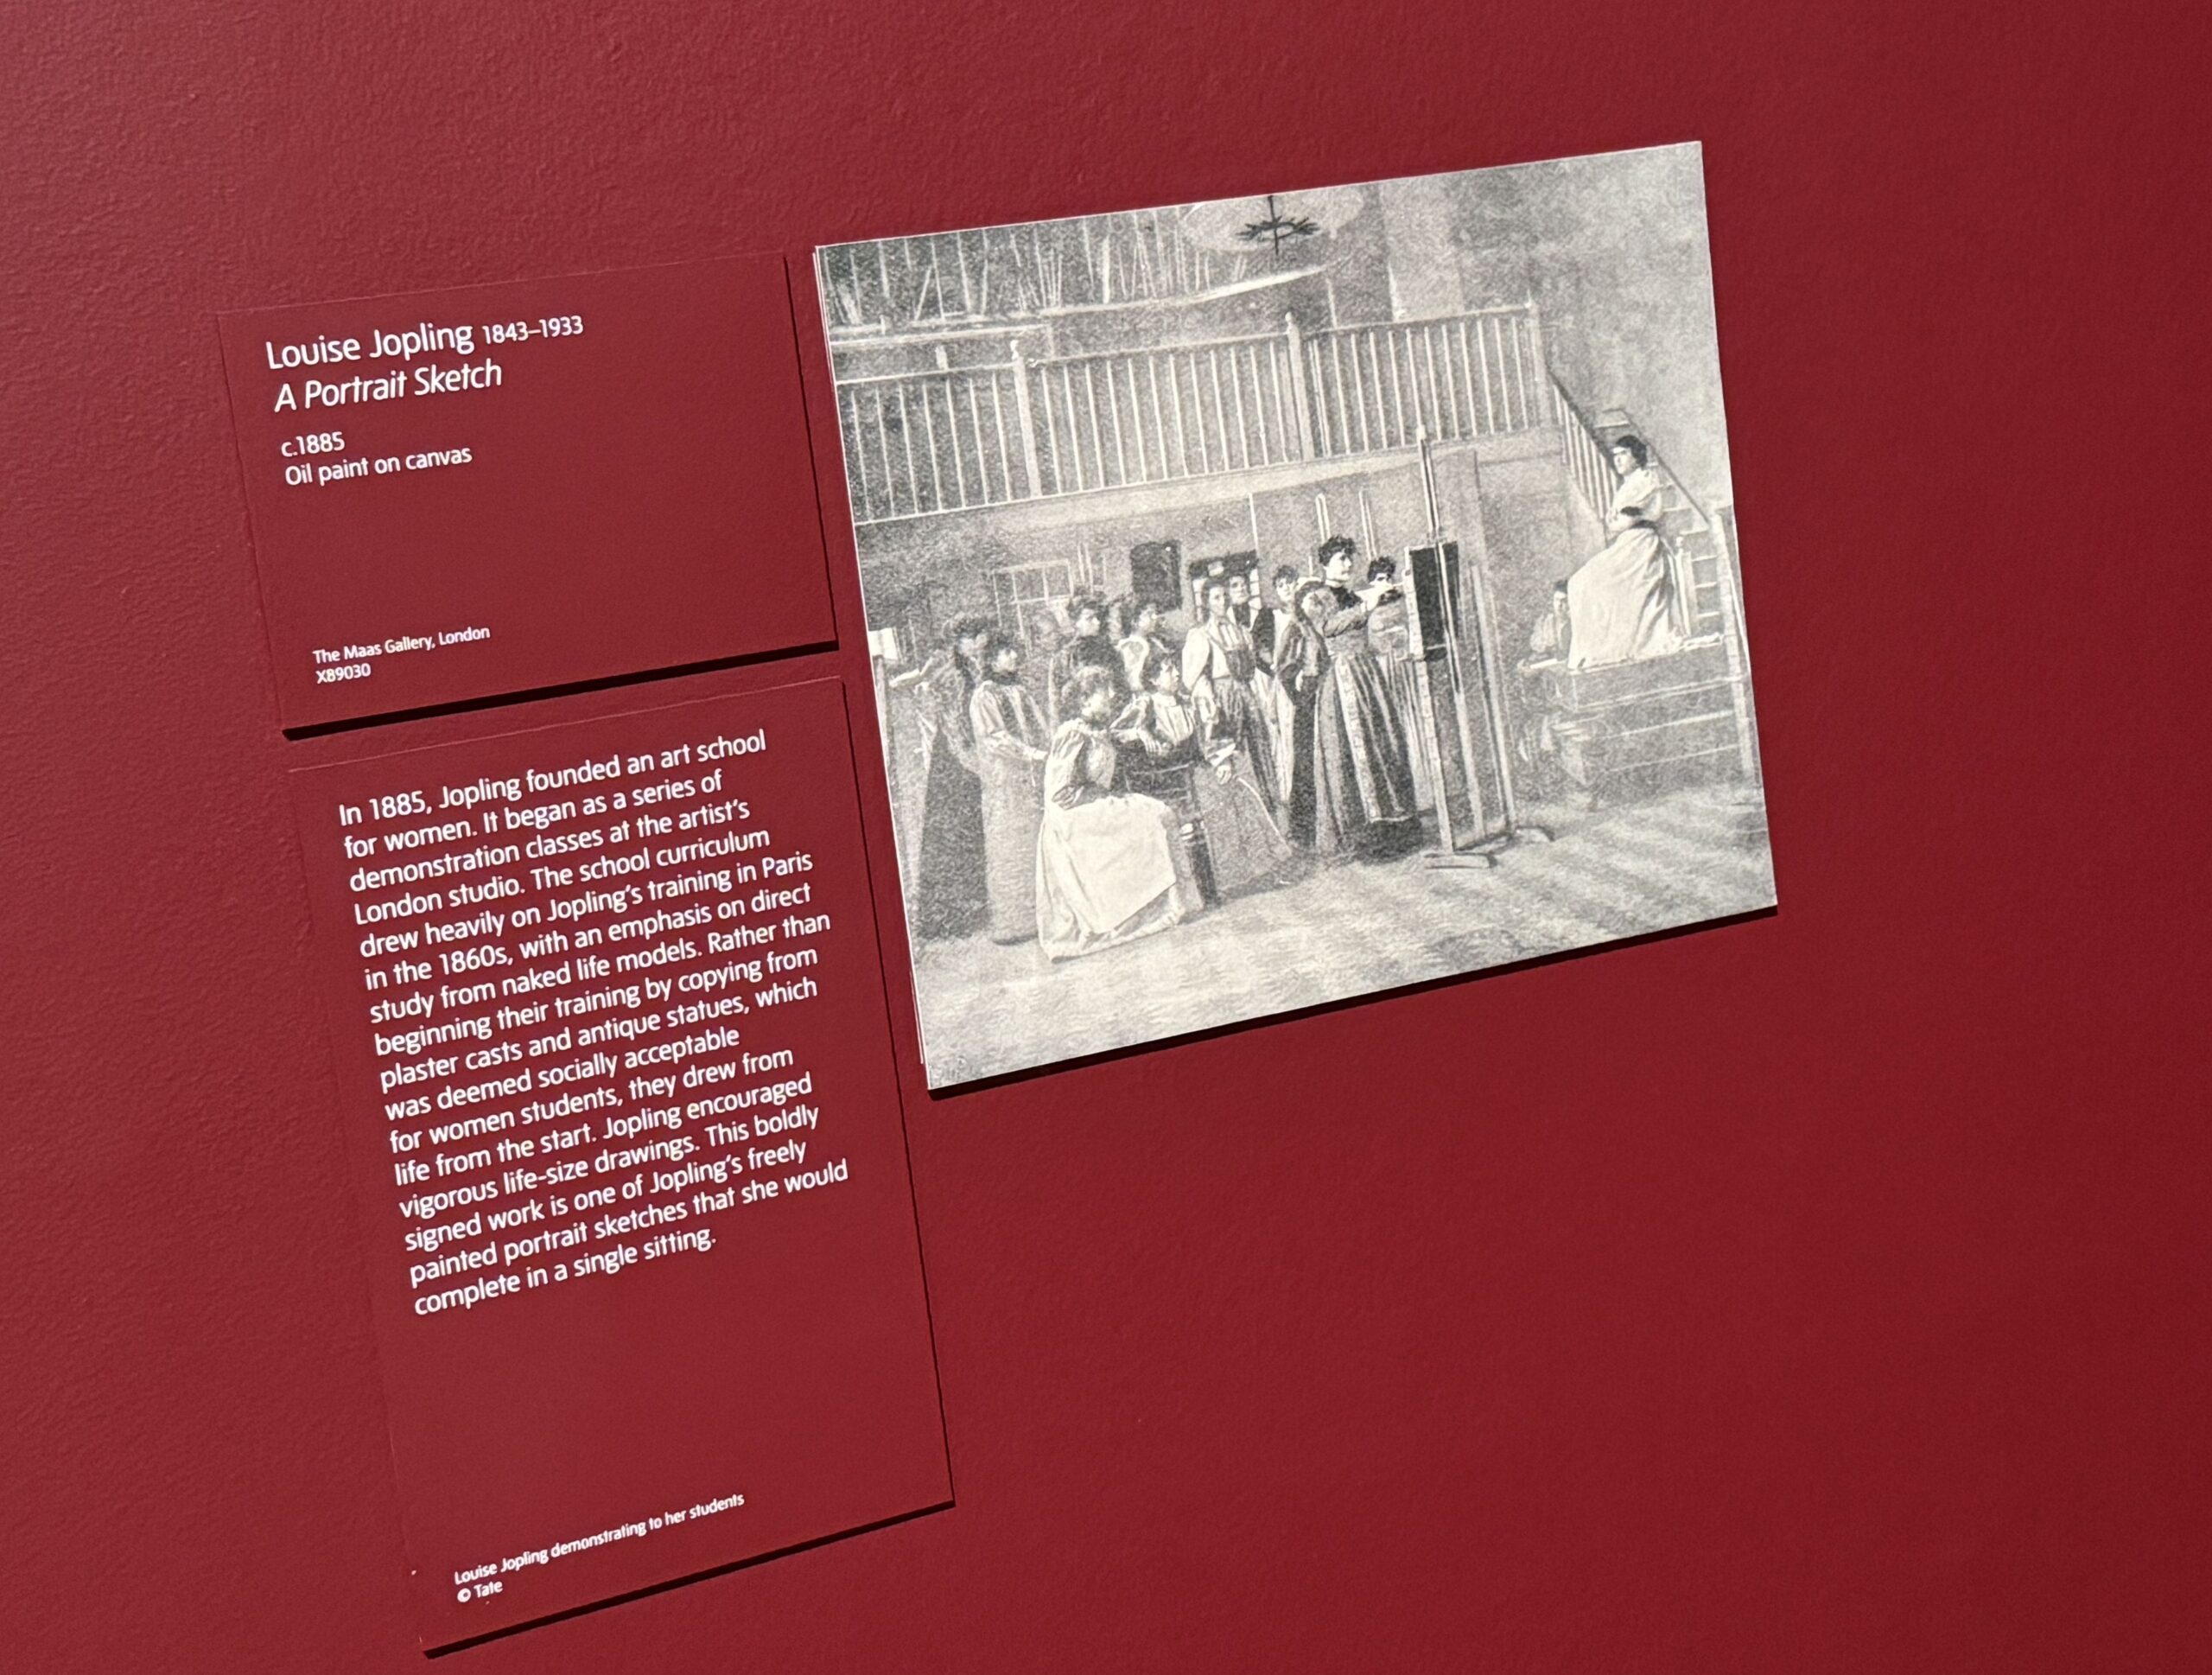 Louise Jopling 1843–1933
A Portrait Sketch
c.1885
Oil paint on canvas
The Maas Gallery, London
X89030
In 1885, Jopling founded an art school
for women. It began as a series of
demonstration classes at the artist's
London studio. The school curriculum
drew heavily on Jopling's training in Paris
in the 1860s, with an emphasis on direct
study from naked life models. Rather than
beginning their training by copying from
plaster casts and antique statues, which
was deemed socially acceptable
for women students, they drew from
life from the start. Jopling encouraged
vigorous life-size drawings. This boldly
signed work is one of Jopling's freely
painted portrait sketches that she would
complete in a single sitting.
Louise Jopling demonstrating to her students
© Tate